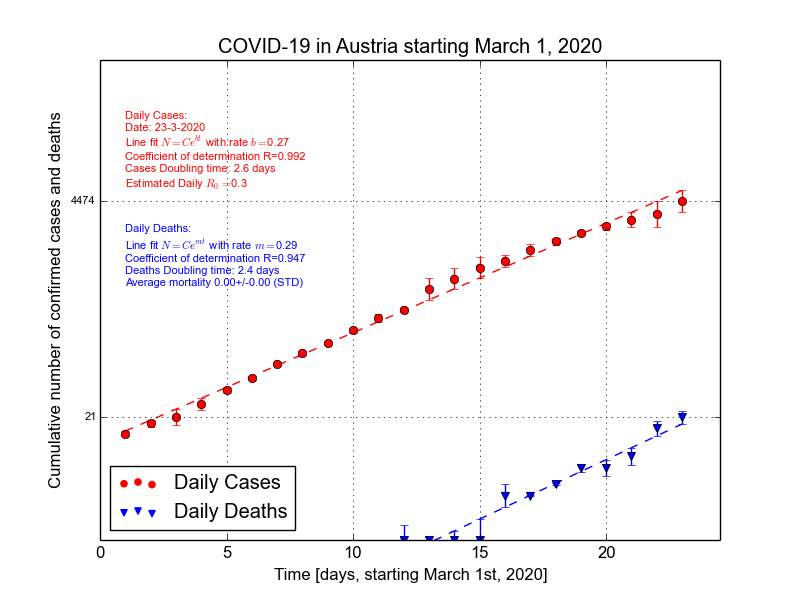 COVID-19 in Austria starting March 1, 2020
Cumulative number of confirmed cases and deaths
Daily Cases:
Date: 23-3-2020
Line fit N=Ce^{bt} with rate b=0.27
Coefficient of determination R=0.992
Cases Doubling time: 2.6 days
Estimated Daily R_0=0.3
4474
Daily Deaths:
Line fit N=Ce^{mt} with rate m=0.29
Coefficient of determination R=0.947
Deaths Doubling time: 2.4 days
Average mortality 0.00+/-0.00 (STD)
21
Daily Cases
Daily Deaths
0 5 10 15 20
Time [days, starting March 1st, 2020]